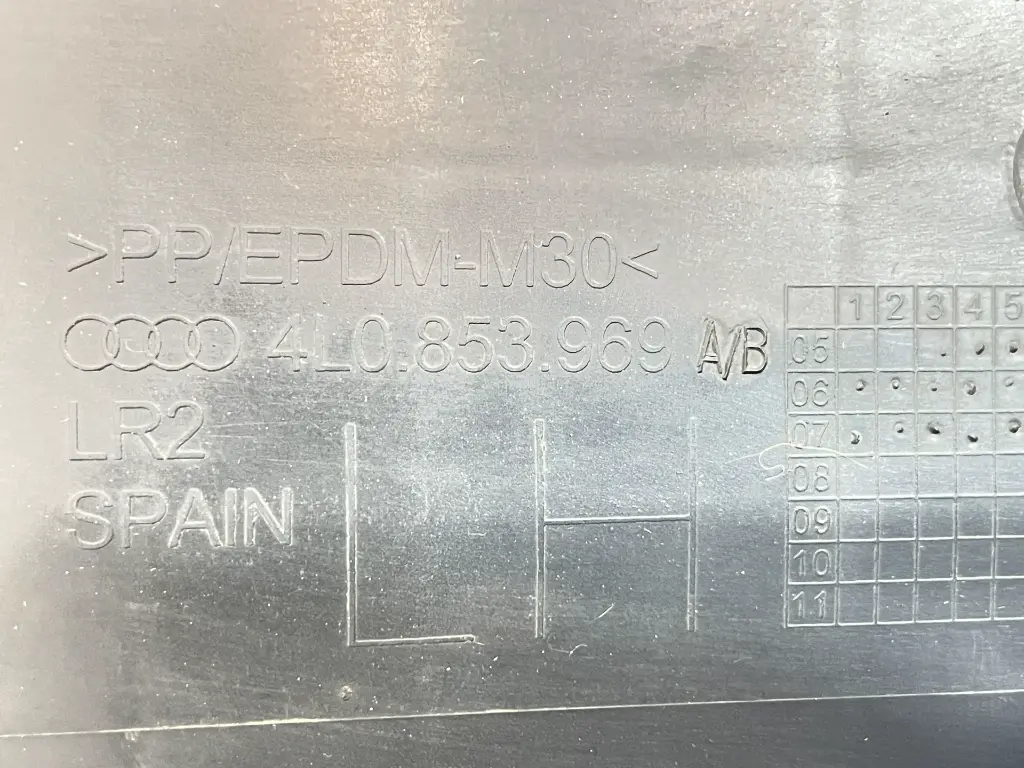 >PP/EPDM-M30<
4L0.853.969 A/B
LR2
SPAIN
LH
1 2 3 4 5
05
06
07
08
09
10
11